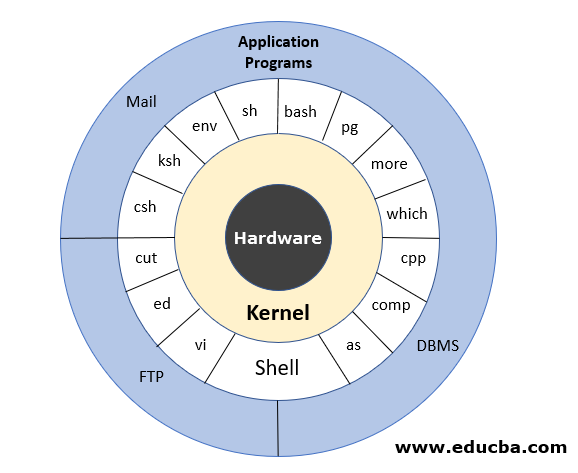 Application
Programs
Mail
sh
bash
env
pg
ksh
more
csh
which
Hardware
cut
cpp
ed
comp
Kernel
vi
as
DBMS
Shell
FTP
www.educba.com